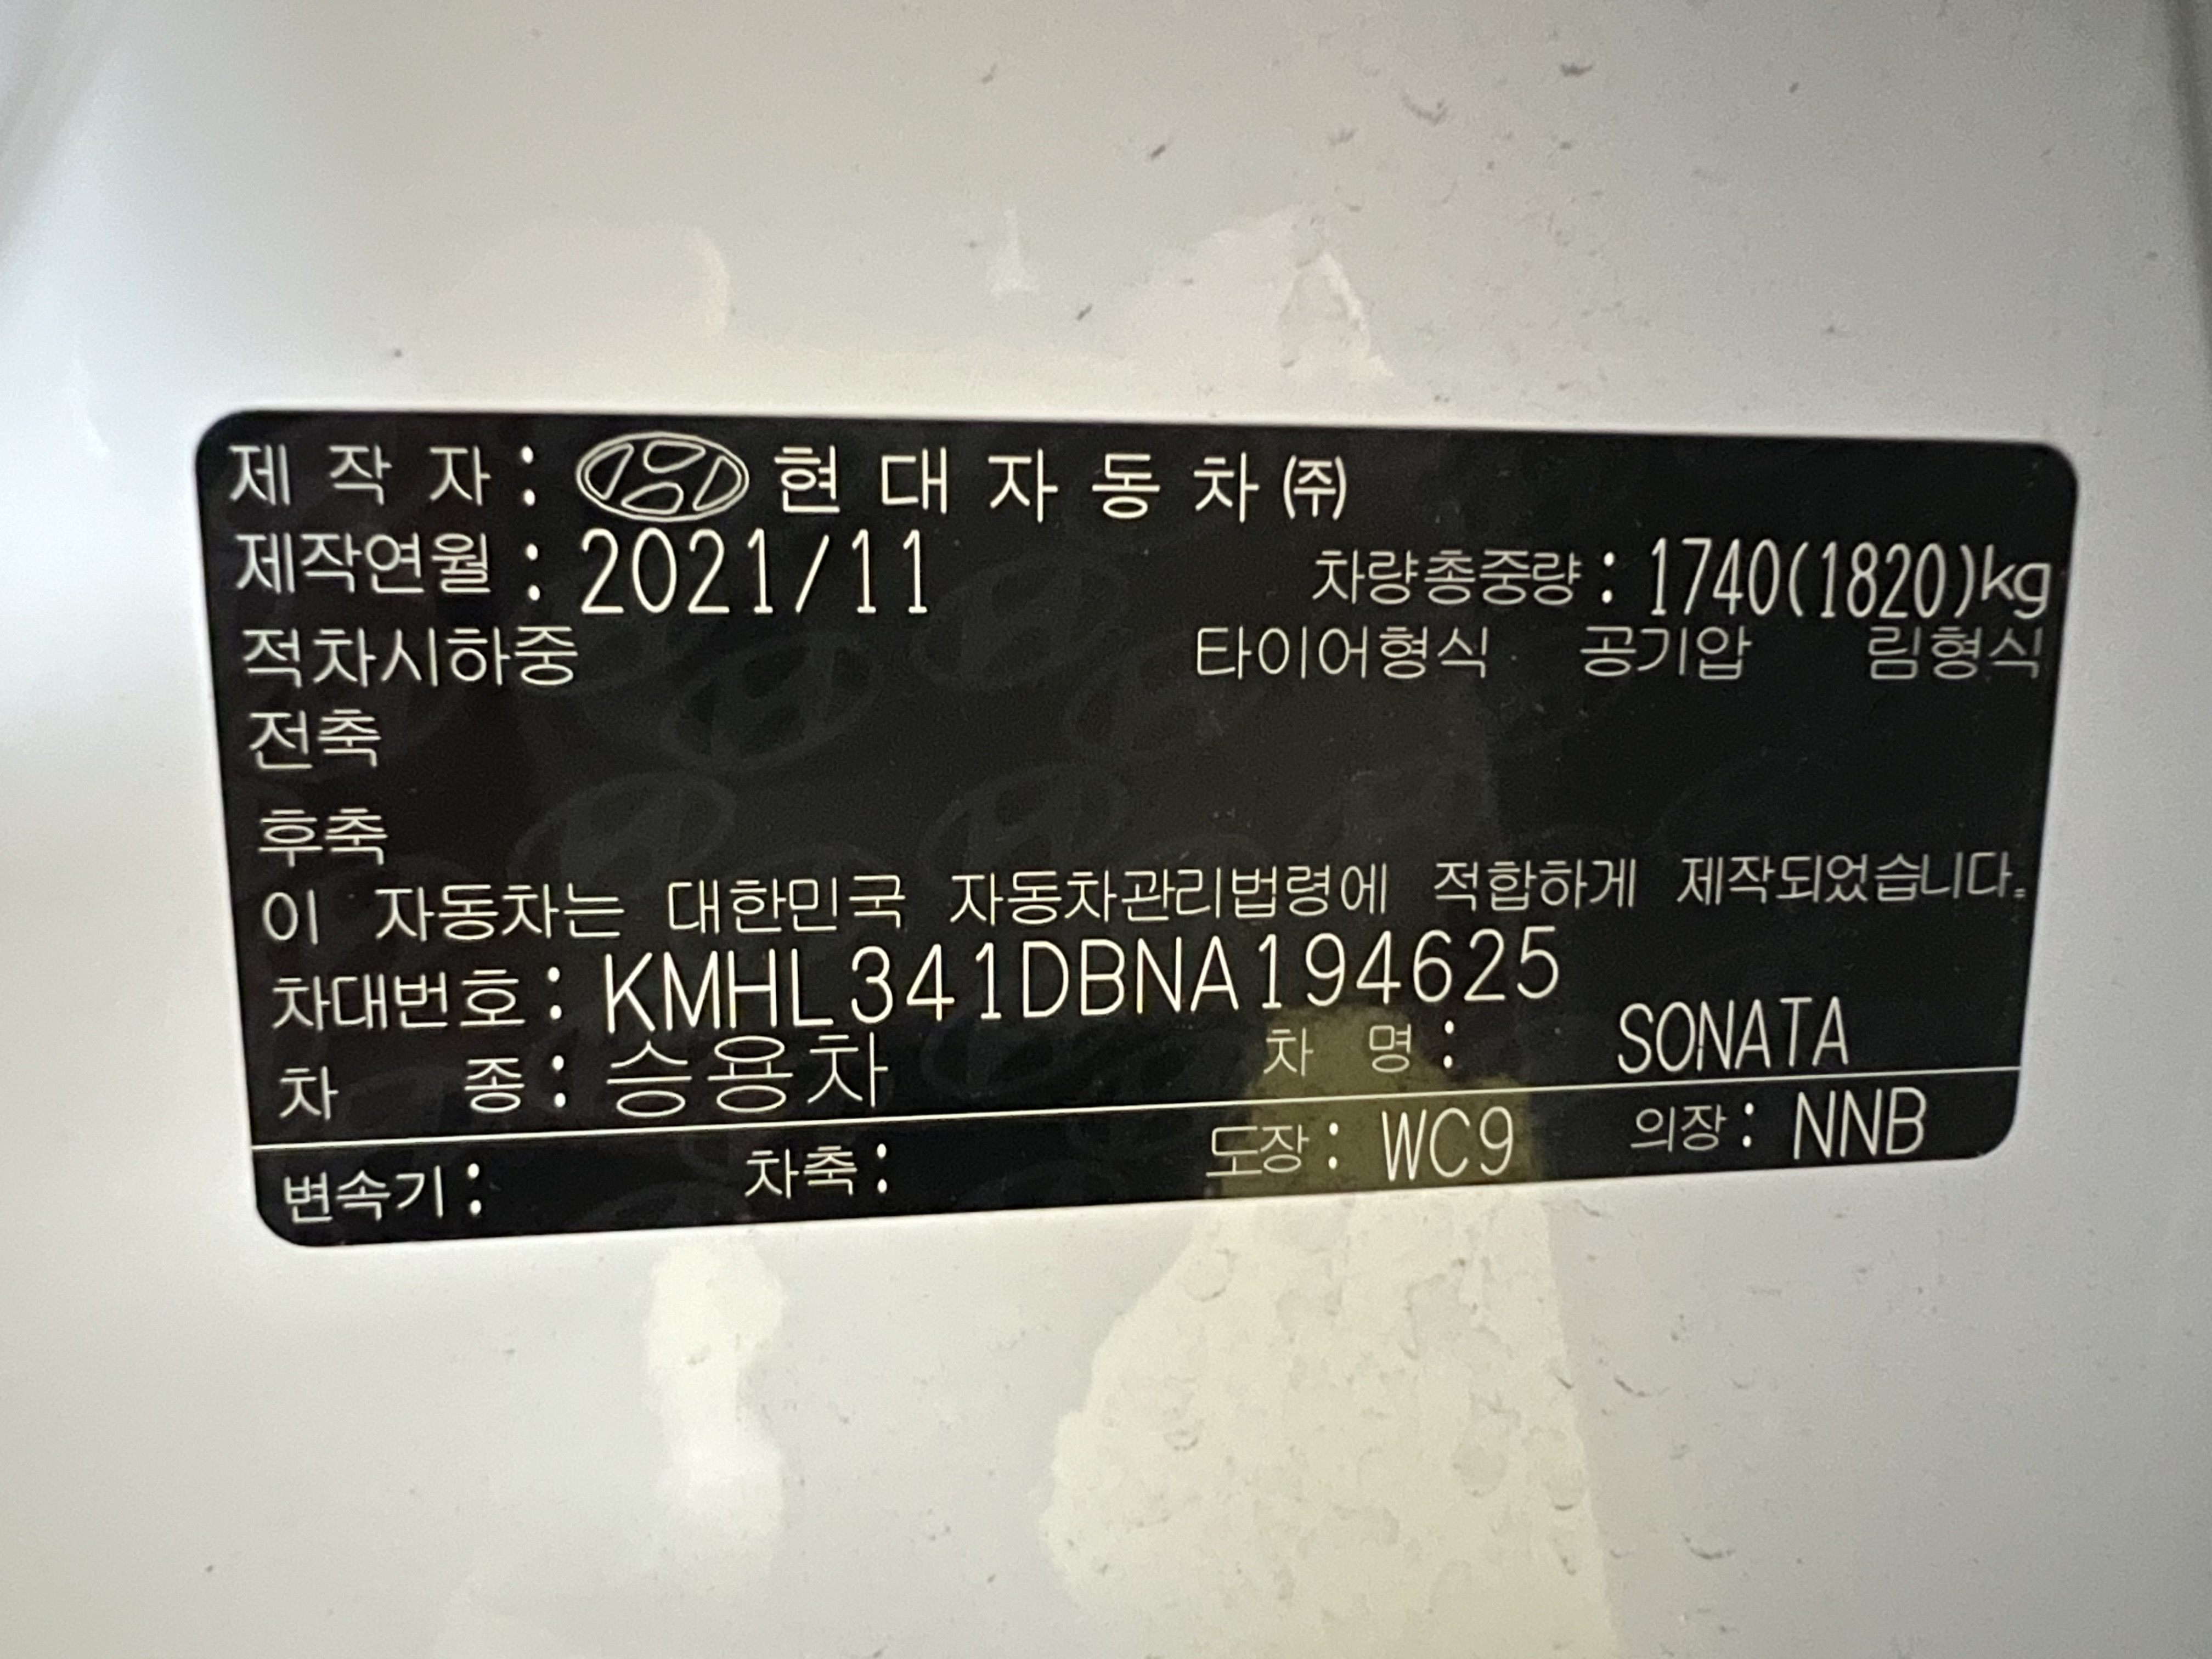 제 작 자 : 현 대 자 동 차 ㈜
제작연월 : 2021/11 차량총중량 : 1740(1820)kg
적차시하중 타이어형식 공기압 림형식
전축
후축
이 자동차는 대한민국 자동차관리법령에 적합하게 제작되었습니다.
차대번호 : KMHL341DBNA194625
차 종 : 승용차 차 명 : SONATA
변속기 : 차축 : 도장 : WC9 의장 : NNB